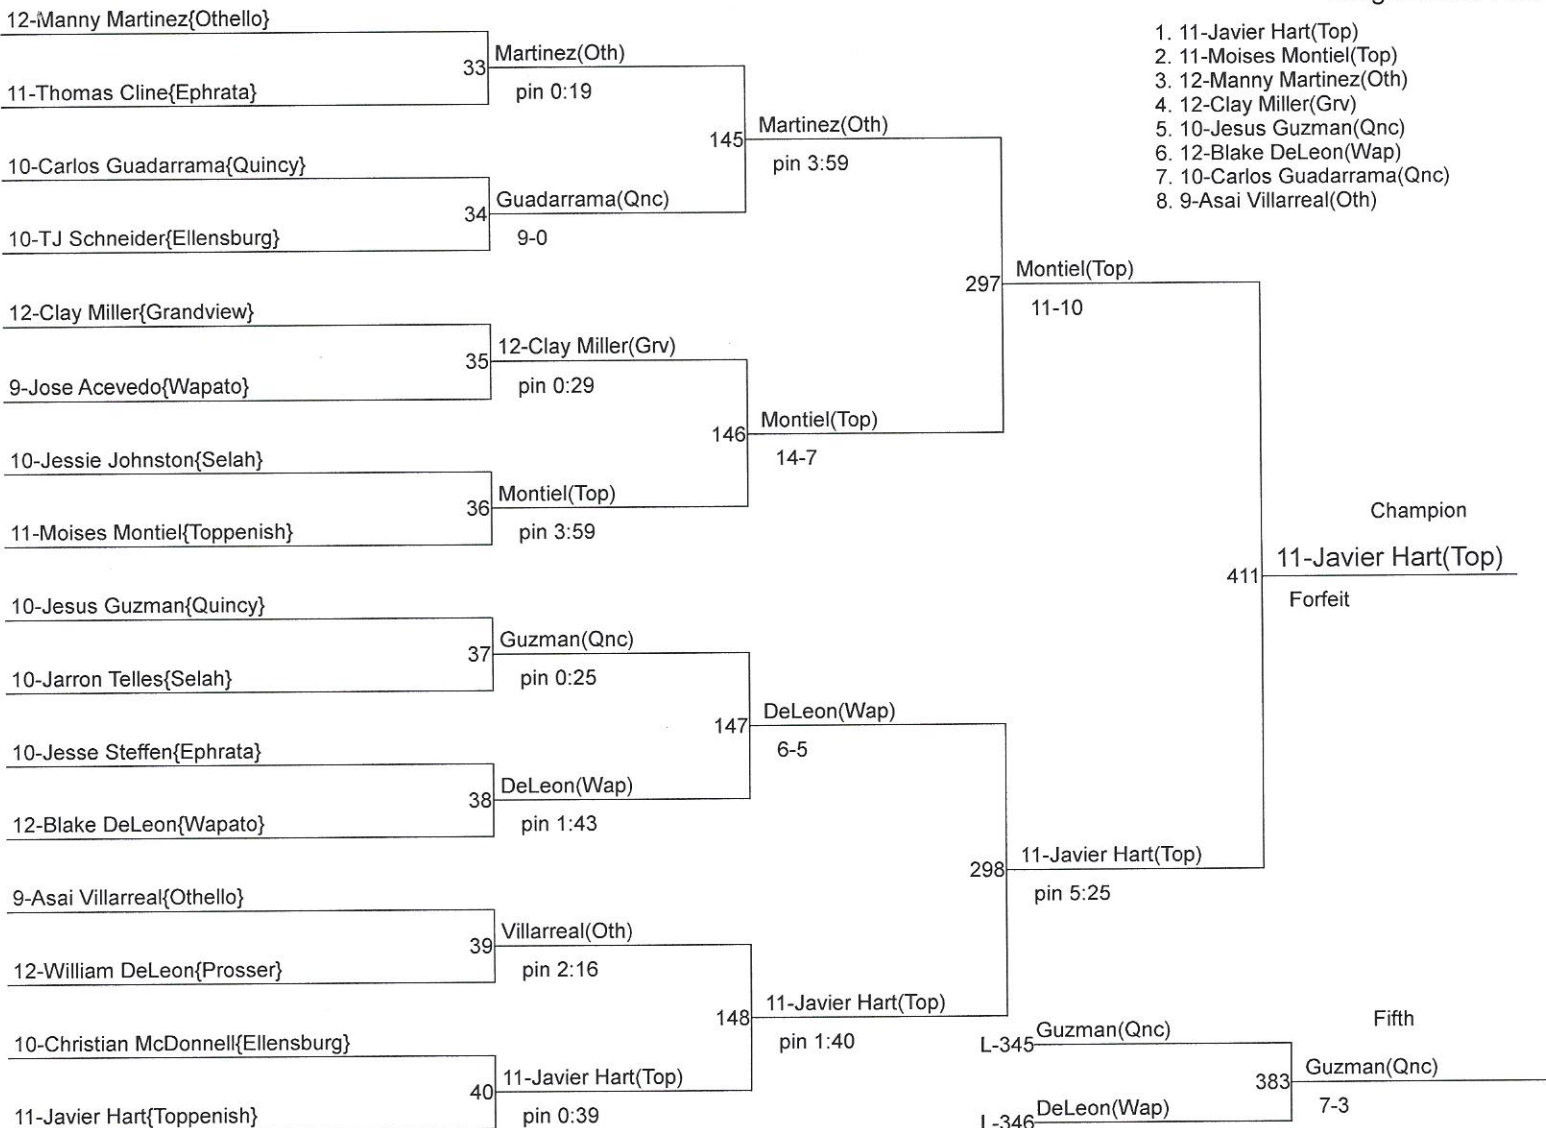 12-Manny Martinez{Othello}
33
Martinez(Oth)
pin 0:19
11-Thomas Cline{Ephrata}
145
Martinez(Oth)
pin 3:59
10-Carlos Guadarrama{Quincy}
34
Guadarrama(Qnc)
9-0
10-TJ Schneider{Ellensburg}
297
Montiel(Top)
11-10
12-Clay Miller{Grandview}
35
12-Clay Miller(Grv)
pin 0:29
9-Jose Acevedo{Wapato}
146
Montiel(Top)
14-7
10-Jessie Johnston{Selah}
36
Montiel(Top)
pin 3:59
11-Moises Montiel{Toppenish}
1. 11-Javier Hart(Top)
2. 11-Moises Montiel(Top)
3. 12-Manny Martinez(Oth)
4. 12-Clay Miller(Grv)
5. 10-Jesus Guzman(Qnc)
6. 12-Blake DeLeon(Wap)
7. 10-Carlos Guadarrama(Qnc)
8. 9-Asai Villarreal(Oth)
Champion
411
11-Javier Hart(Top)
Forfeit
10-Jesus Guzman{Quincy}
37
Guzman(Qnc)
pin 0:25
10-Jarron Telles{Selah}
147
DeLeon(Wap)
6-5
10-Jesse Steffen{Ephrata}
38
DeLeon(Wap)
pin 1:43
12-Blake DeLeon{Wapato}
298
11-Javier Hart(Top)
pin 5:25
9-Asai Villarreal{Othello}
39
Villarreal(Oth)
pin 2:16
12-William DeLeon{Prosser}
148
11-Javier Hart(Top)
pin 1:40
10-Christian McDonnell{Ellensburg}
40
11-Javier Hart(Top)
pin 0:39
11-Javier Hart{Toppenish}
Fifth
L-345
Guzman(Qnc)
383
Guzman(Qnc)
7-3
L-346
DeLeon(Wap)